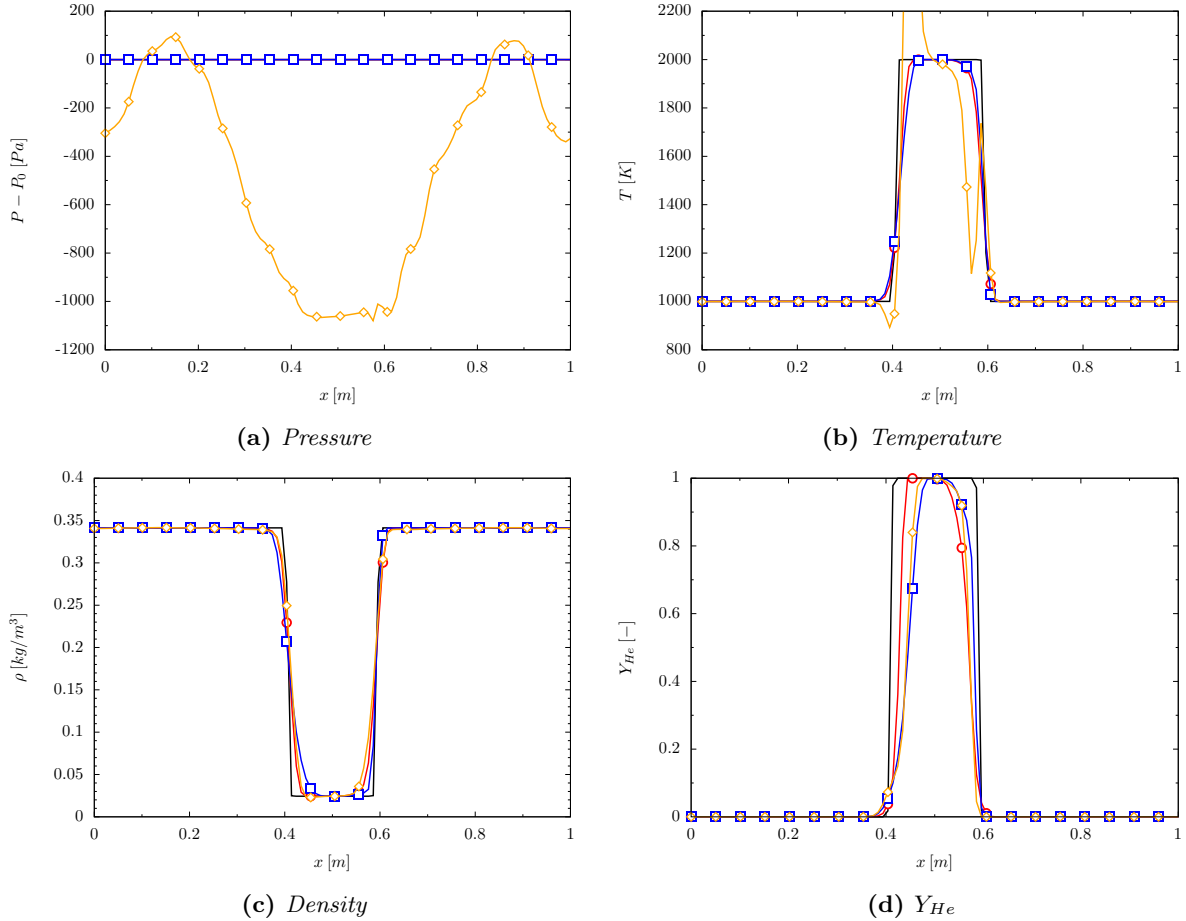 200
0
-200
-400
-600
-800
-1000
-1200
P − P₀ [Pa]
0 0.2 0.4 0.6 0.8 1
x [m]
(a) Pressure
2200
2000
1800
1600
1400
1200
1000
800
T [K]
0 0.2 0.4 0.6 0.8 1
x [m]
(b) Temperature
0.4
0.35
0.3
0.25
0.2
0.15
0.1
0.05
0
ρ [kg/m³]
0 0.2 0.4 0.6 0.8 1
x [m]
(c) Density
1
0.8
0.6
0.4
0.2
0
Y_{He} [−]
0 0.2 0.4 0.6 0.8 1
x [m]
(d) Y_{He}